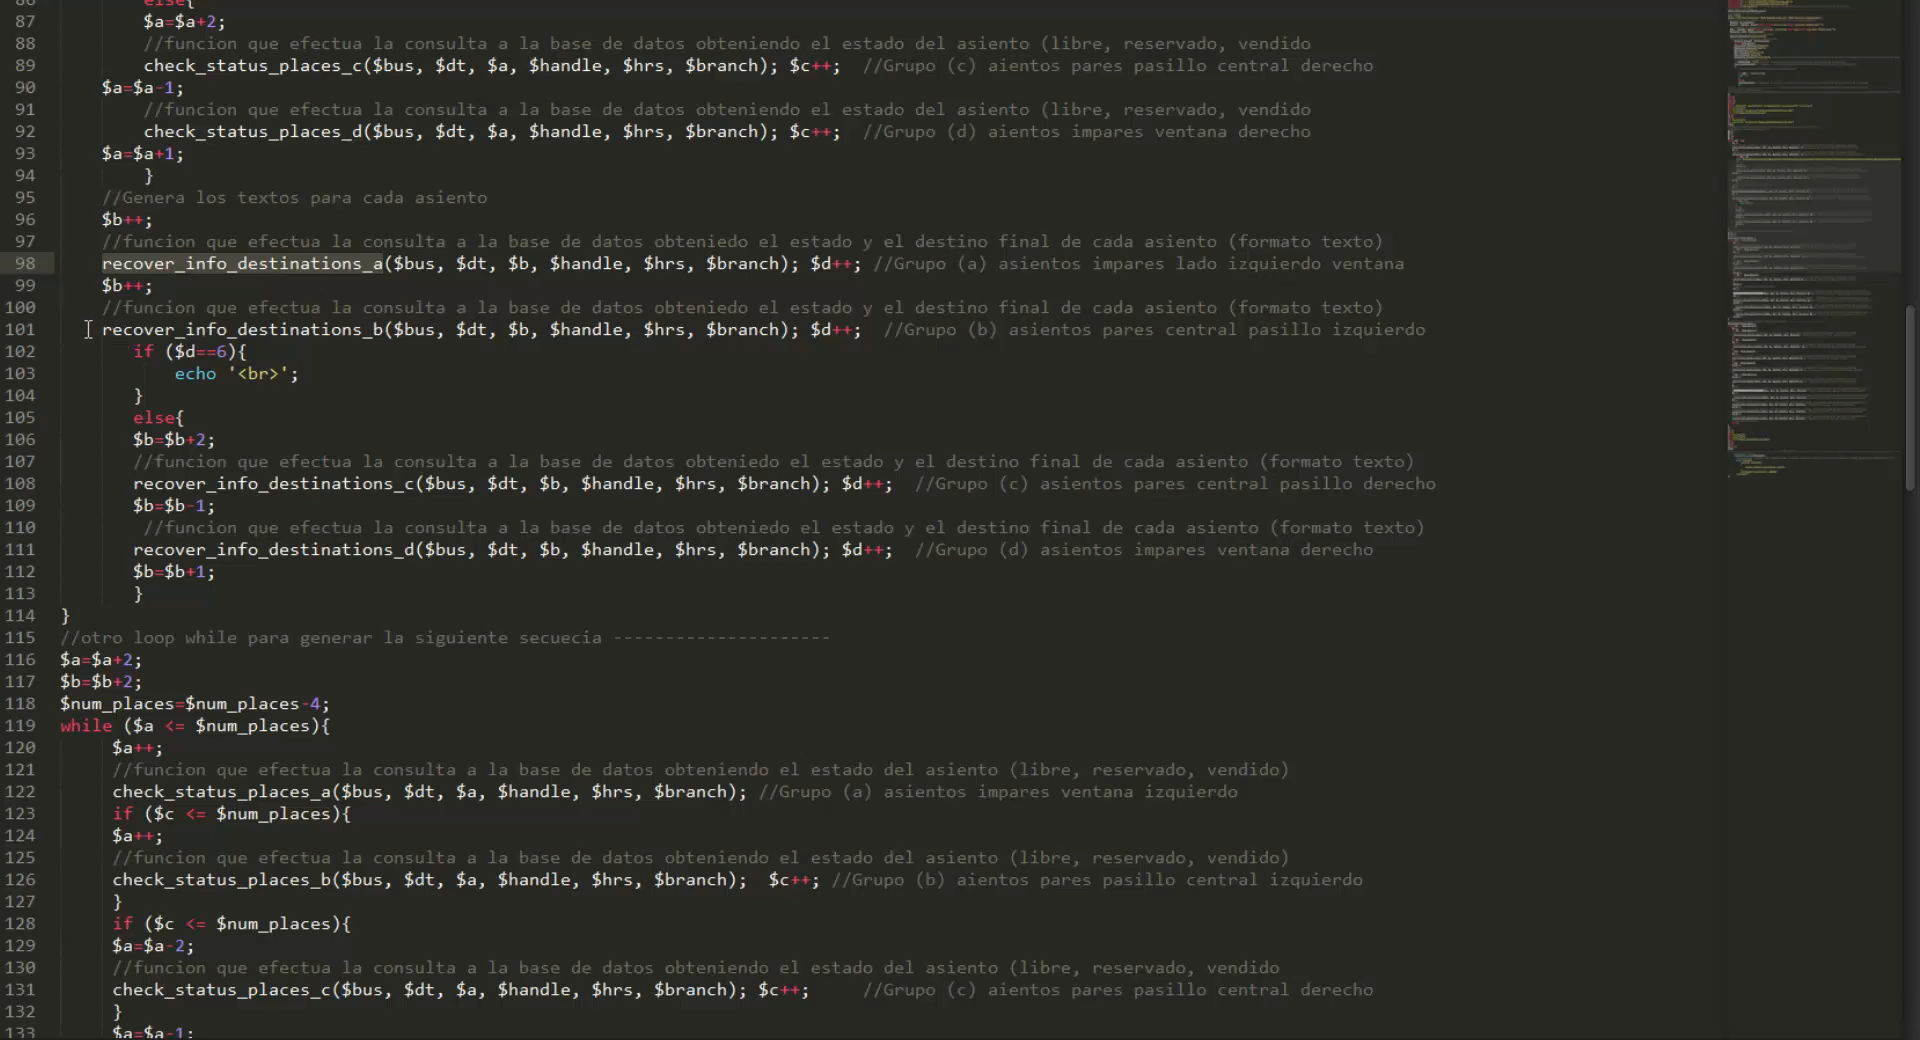 86 else{
87 $a=$a+2;
88 //funcion que efectua la consulta a la base de datos obteniendo el estado del asiento (libre, reservado, vendido
89 check_status_places_c($bus, $dt, $a, $handle, $hrs, $branch); $c++; //Grupo (c) aientos pares pasillo central derecho
90 $a=$a-1;
91 //funcion que efectua la consulta a la base de datos obteniendo el estado del asiento (libre, reservado, vendido
92 check_status_places_d($bus, $dt, $a, $handle, $hrs, $branch); $c++; //Grupo (d) aientos impares ventana derecho
93 $a=$a+1;
94 }
95 //Genera los textos para cada asiento
96 $b++;
97 //funcion que efectua la consulta a la base de datos obteniedo el estado y el destino final de cada asiento (formato texto)
98 recover_info_destinations_a($bus, $dt, $b, $handle, $hrs, $branch); $d++; //Grupo (a) asientos impares lado izquierdo ventana
99 $b++;
100 //funcion que efectua la consulta a la base de datos obteniedo el estado y el destino final de cada asiento (formato texto)
101 recover_info_destinations_b($bus, $dt, $b, $handle, $hrs, $branch); $d++; //Grupo (b) asientos pares central pasillo izquierdo
102 if ($d==6){
103 echo '<br>';
104 }
105 else{
106 $b=$b+2;
107 //funcion que efectua la consulta a la base de datos obteniedo el estado y el destino final de cada asiento (formato texto)
108 recover_info_destinations_c($bus, $dt, $b, $handle, $hrs, $branch); $d++; //Grupo (c) asientos pares central pasillo derecho
109 $b=$b-1;
110 //funcion que efectua la consulta a la base de datos obteniedo el estado y el destino final de cada asiento (formato texto)
111 recover_info_destinations_d($bus, $dt, $b, $handle, $hrs, $branch); $d++; //Grupo (d) asientos impares ventana derecho
112 $b=$b+1;
113 }
114 }
115 //otro loop while para generar la siguiente secuecia ---------------------
116 $a=$a+2;
117 $b=$b+2;
118 $num_places=$num_places-4;
119 while ($a <= $num_places){
120 $a++;
121 //funcion que efectua la consulta a la base de datos obteniendo el estado del asiento (libre, reservado, vendido)
122 check_status_places_a($bus, $dt, $a, $handle, $hrs, $branch); //Grupo (a) asientos impares ventana izquierdo
123 if ($c <= $num_places){
124 $a++;
125 //funcion que efectua la consulta a la base de datos obteniendo el estado del asiento (libre, reservado, vendido)
126 check_status_places_b($bus, $dt, $a, $handle, $hrs, $branch); $c++; //Grupo (b) aientos pares pasillo central izquierdo
127 }
128 if ($c <= $num_places){
129 $a=$a-2;
130 //funcion que efectua la consulta a la base de datos obteniendo el estado del asiento (libre, reservado, vendido
131 check_status_places_c($bus, $dt, $a, $handle, $hrs, $branch); $c++; //Grupo (c) aientos pares pasillo central derecho
132 }
133 $a=$a-1;